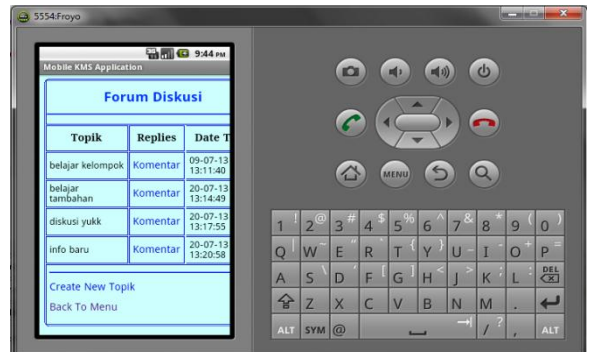 5554:Froyo
9:44 PM
Mobile KMS Application
Forum Diskusi
Topik Replies Date T
belajar kelompok Komentar 09-07-13 13:11:40
belajar tambahan Komentar 20-07-13 13:14:49
diskusi yukk Komentar 20-07-13 13:17:55
info baru Komentar 20-07-13 13:20:58
Create New Topik
Back To Menu
MENU
1 ! 2 @ 3 # 4 $ 5 % 6 ^ 7 & 8 * 9 ( 0 )
Q | W ~ E " R ` T { Y } U _ I - O + P =
A S \ D ' F [ G ] H < J > K ; L : DEL
Z X C V B N M .
ALT SYM @ / ? , ALT